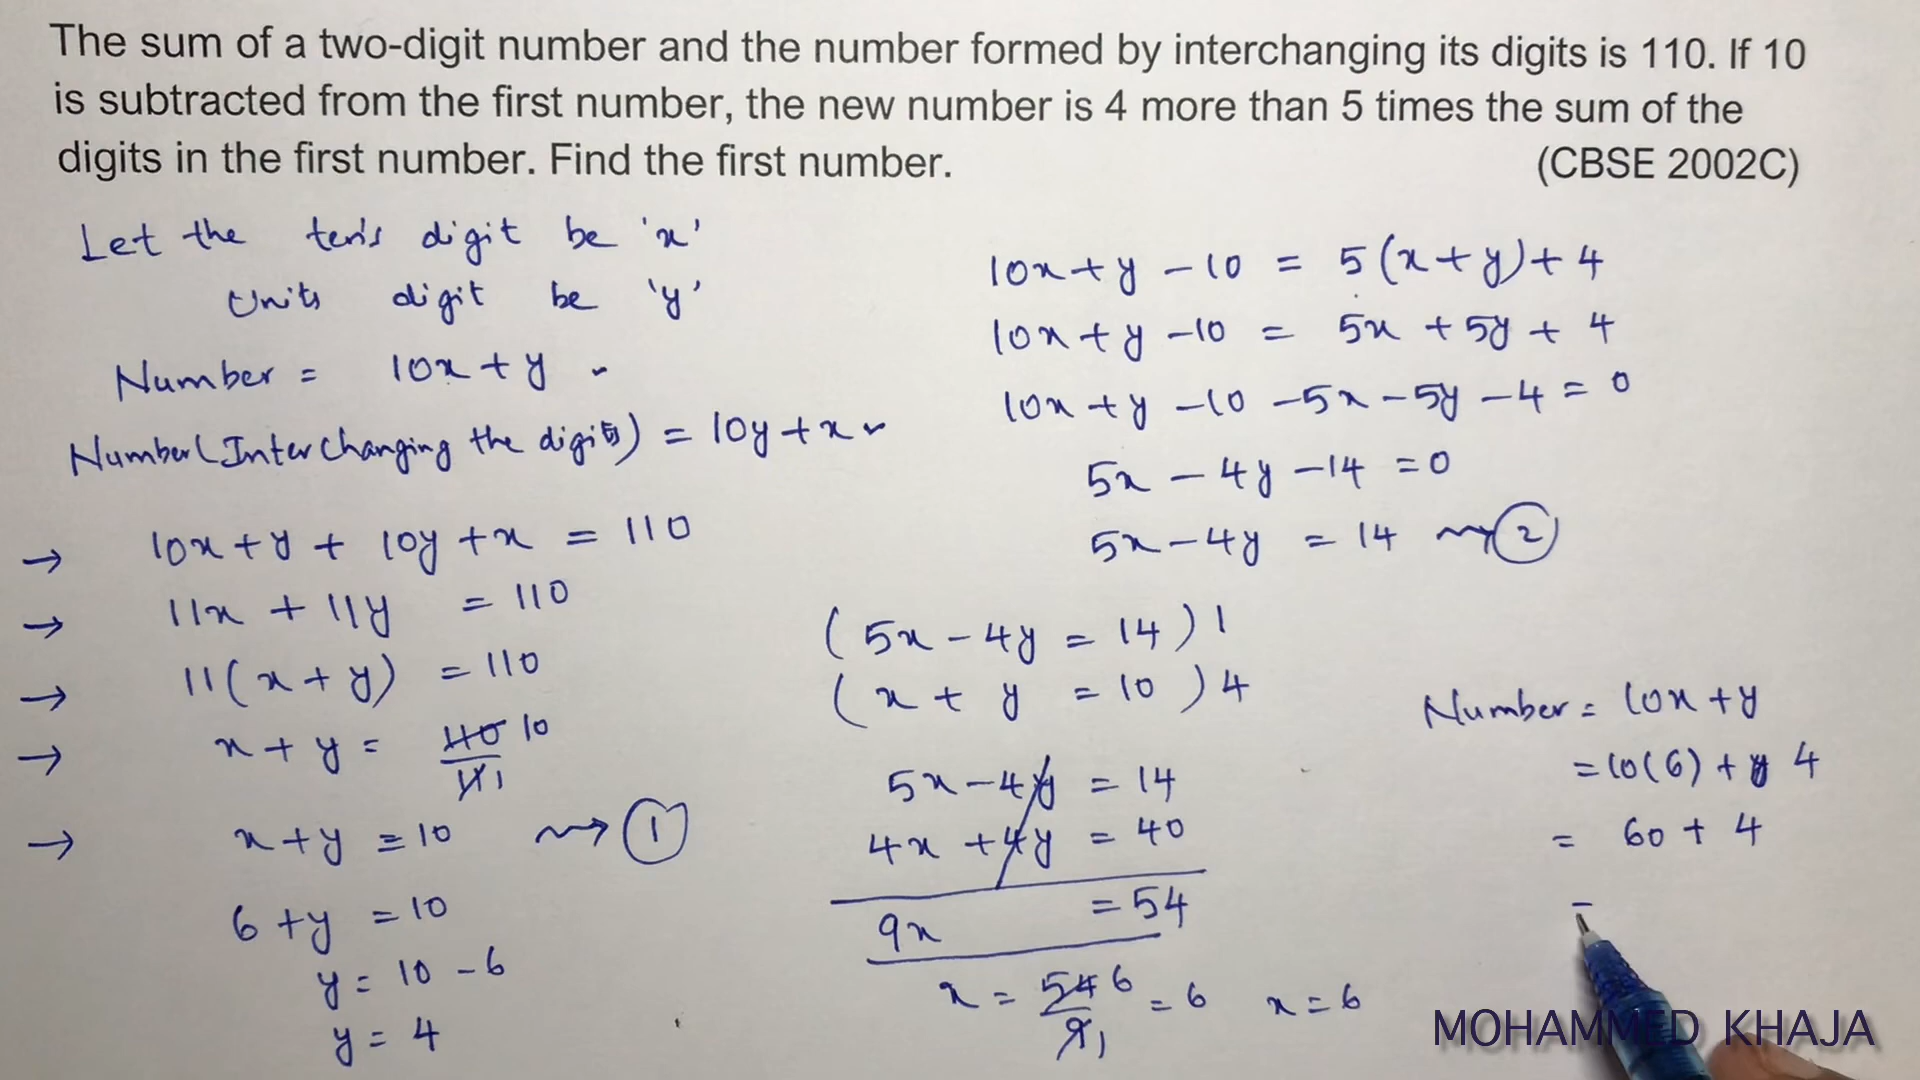 The sum of a two-digit number and the number formed by interchanging its digits is 110. If 10
is subtracted from the first number, the new number is 4 more than 5 times the sum of the
digits in the first number. Find the first number.
(CBSE 2002C)
Let the ten's digit be 'x'
Units digit be 'y'
Number = 10x + y
Number (Interchanging the digits) = 10y + x
→ 10x + y + 10y + x = 110
→ 11x + 11y = 110
→ 11(x + y) = 110
→ x + y = 110/11 10 1
→ x + y = 10 ⇝ 1
6 + y = 10
y = 10 - 6
y = 4
10x + y - 10 = 5(x + y) + 4
10x + y - 10 = 5x + 5y + 4
10x + y - 10 - 5x - 5y - 4 = 0
5x - 4y - 14 = 0
5x - 4y = 14 ⇝ 2
(5x - 4y = 14) 1
(x + y = 10) 4
5x - 4y = 14
4x + 4y = 40
9x = 54
x = 54/9 6 1 = 6 x = 6
Number = 10x + y
= 10(6) + 4
= 60 + 4
=
MOHAMMED KHAJA